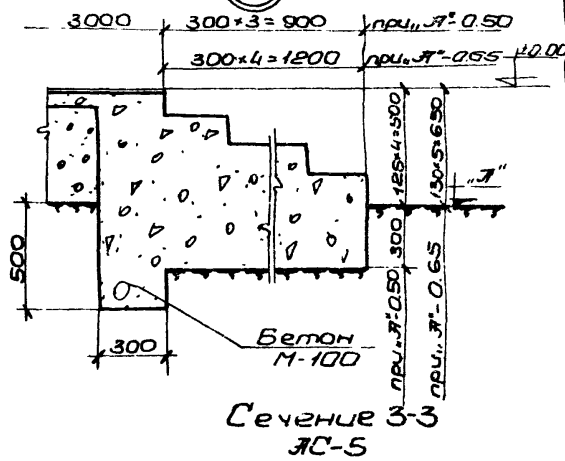 3000 300×3=900 при„Л"-0.50
300×4=1200 при„Л"-0.65 ±0.00
125×4=500
130×5=650
„Л"
500
300
при„Л"-0.50
при„Л"-0.65
300
Бетон
М-100
Сечение 3-3
АС-5